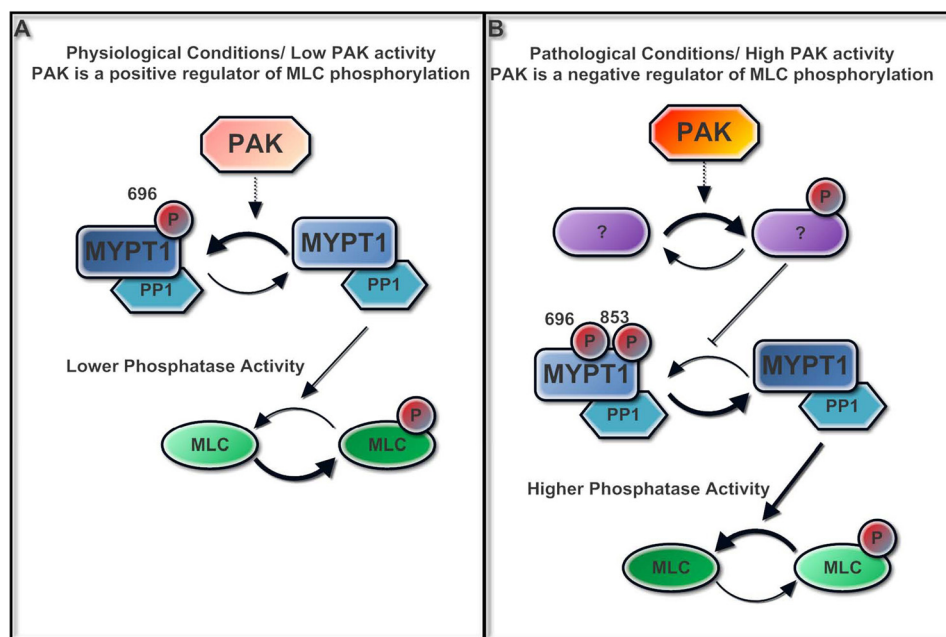 A
Physiological Conditions/ Low PAK activity
PAK is a positive regulator of MLC phosphorylation
PAK
696
P
MYPT1
PP1
MYPT1
PP1
Lower Phosphatase Activity
MLC
P
MLC
B
Pathological Conditions/ High PAK activity
PAK is a negative regulator of MLC phosphorylation
PAK
?
P
?
696
853
P
P
MYPT1
PP1
MYPT1
PP1
Higher Phosphatase Activity
MLC
P
MLC